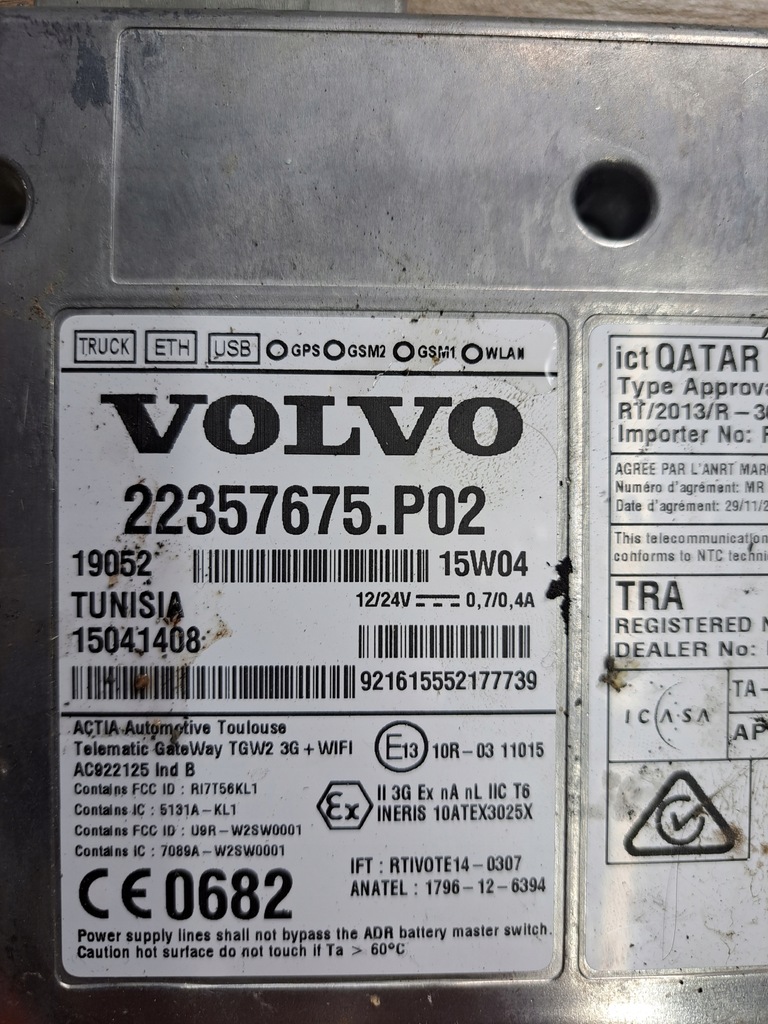 TRUCK ETH USB GPS GSM2 GSM1 WLAN
VOLVO
22357675.P02
19052 15W04
TUNISIA 12/24V 0,7/0,4A
15041408
921615552177739
ACTIA Automotive Toulouse
Telematic GateWay TGW2 3G + WIFI
AC922125 Ind B
Contains FCC ID : RI7T56KL1
Contains IC : 5131A-KL1
Contains FCC ID : U9R-W2SW0001
Contains IC : 7089A-W2SW0001
E13 10R-03 11015
Ex II 3G Ex nA nL IIC T6
INERIS 10ATEX3025X
CE 0682
IFT : RTIVOTE14-0307
ANATEL : 1796-12-6394
Power supply lines shall not bypass the ADR battery master switch.
Caution hot surface do not touch if Ta > 60°C
ict QATAR
Type Approva
RT/2013/R-3
Importer No:
AGREE PAR L'ANRT MAR
Numéro d'agrément: MR
Date d'agrément: 29/11/2
This telecommunication
conforms to NTC techni
TRA
REGISTERED
DEALER No:
ICASA TA-
AP